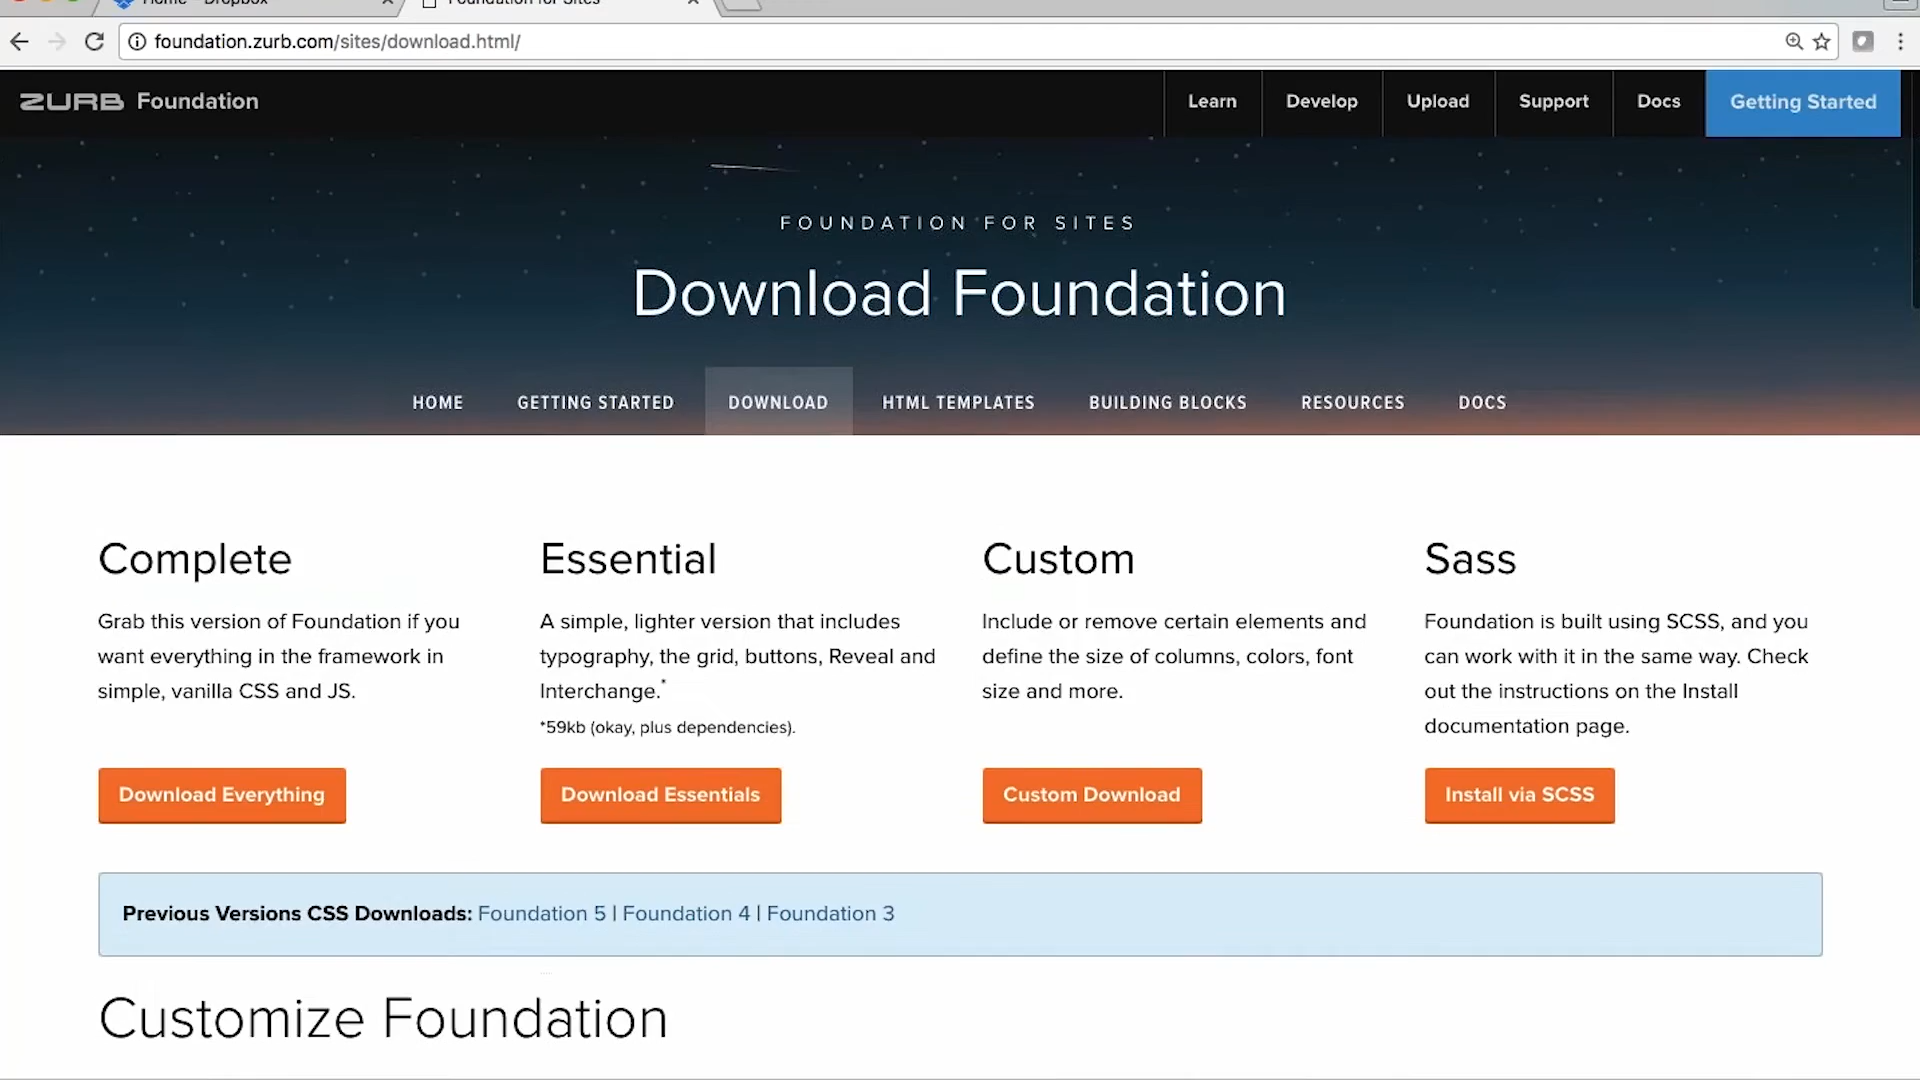 Home - Dropbox
Foundation for Sites
foundation.zurb.com/sites/download.html/
ZURB Foundation
Learn
Develop
Upload
Support
Docs
Getting Started
FOUNDATION FOR SITES
Download Foundation
HOME
GETTING STARTED
DOWNLOAD
HTML TEMPLATES
BUILDING BLOCKS
RESOURCES
DOCS
Complete
Grab this version of Foundation if you
want everything in the framework in
simple, vanilla CSS and JS.
Download Everything
Essential
A simple, lighter version that includes
typography, the grid, buttons, Reveal and
Interchange.*
*59kb (okay, plus dependencies).
Download Essentials
Custom
Include or remove certain elements and
define the size of columns, colors, font
size and more.
Custom Download
Sass
Foundation is built using SCSS, and you
can work with it in the same way. Check
out the instructions on the Install
documentation page.
Install via SCSS
Previous Versions CSS Downloads: Foundation 5 | Foundation 4 | Foundation 3
Customize Foundation